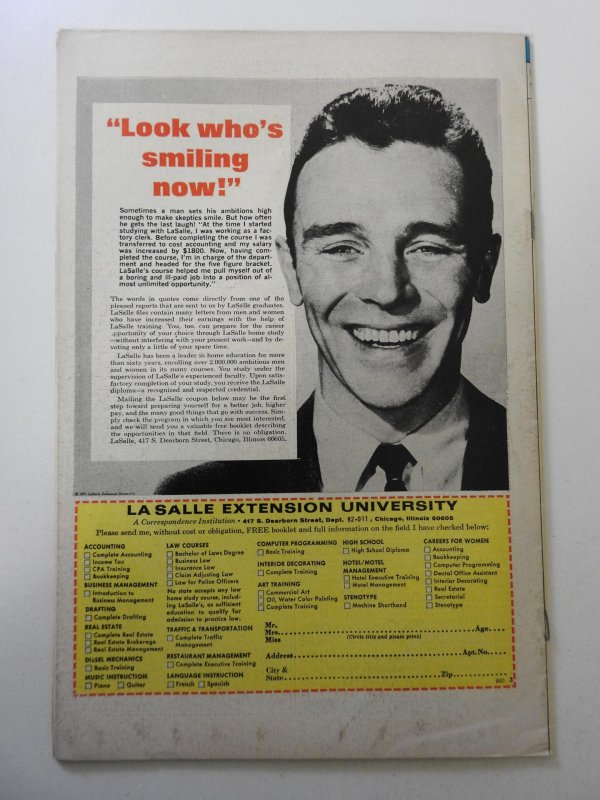 “Look who’s
smiling
now!”
Sometimes a man sets his ambitions high
enough to make skeptics smile. But how often
he gets the last laugh! “At the time I started
studying with LaSalle, I was working as a fac-
tory clerk. Before completing the course I was
transferred to cost accounting and my salary
was increased by $1800. Now, having com-
pleted the course, I’m in charge of the depart-
ment and headed for the five figure bracket.
LaSalle’s course helped me pull myself out of
a boring and ill-paid job into a position of al-
most unlimited opportunity.”
The words in quotes come directly from one of the
pleased reports that are sent to us by LaSalle graduates.
LaSalle files contain many letters from men and women
who have increased their earnings with the help of
LaSalle training. You, too, can prepare for the career
opportunity of your choice through LaSalle home study
—without interfering with your present work—and by de-
voting only a little of your spare time.
LaSalle has been a leader in home education for more
than sixty years, enrolling over 2,000,000 ambitious men
and women in its many courses. You study under the
supervision of LaSalle’s experienced faculty. Upon satis-
factory completion of your study, you receive the LaSalle
diploma—a recognized and respected credential.
Mailing the LaSalle coupon below may be the first
step toward preparing yourself for a better job, higher
pay, and the many good things that go with success. Sim-
ply check the program in which you are most interested,
and we will send you a valuable free booklet describing
the opportunities in that field. There is no obligation.
LaSalle, 417 S. Dearborn Street, Chicago, Illinois 60605.
© 1971 LaSalle Extension University
LA SALLE EXTENSION UNIVERSITY
A Correspondence Institution • 417 S. Dearborn Street, Dept. 82-011, Chicago, Illinois 60605
Please send me, without cost or obligation, FREE booklet and full information on the field I have checked below:
ACCOUNTING
Complete Accounting
Income Tax
CPA Training
Bookkeeping
BUSINESS MANAGEMENT
Introduction to
Business Management
DRAFTING
Complete Drafting
REAL ESTATE
Complete Real Estate
Real Estate Brokerage
Real Estate Management
DIESEL MECHANICS
Basic Training
MUSIC INSTRUCTION
Piano Guitar
LAW COURSES
Bachelor of Laws Degree
Business Law
Insurance Law
Claim Adjusting Law
Law for Police Officers
No state accepts any law
home study course, includ-
ing LaSalle’s, as sufficient
education to qualify for
admission to practice law.
TRAFFIC & TRANSPORTATION
Complete Traffic
Management
RESTAURANT MANAGEMENT
Complete Executive Training
LANGUAGE INSTRUCTION
French Spanish
COMPUTER PROGRAMMING
Basic Training
INTERIOR DECORATING
Complete Training
ART TRAINING
Commercial Art
Oil, Water Color Painting
Complete Training
HIGH SCHOOL
High School Diploma
HOTEL/MOTEL
MANAGEMENT
Hotel Executive Training
Motel Management
STENOTYPE
Machine Shorthand
CAREERS FOR WOMEN
Accounting
Bookkeeping
Computer Programming
Dental Office Assistant
Interior Decorating
Real Estate
Secretarial
Stenotype
Mr.
Mrs. Age
Miss (Circle title and please print)
Address Apt.No.
City &
State Zip